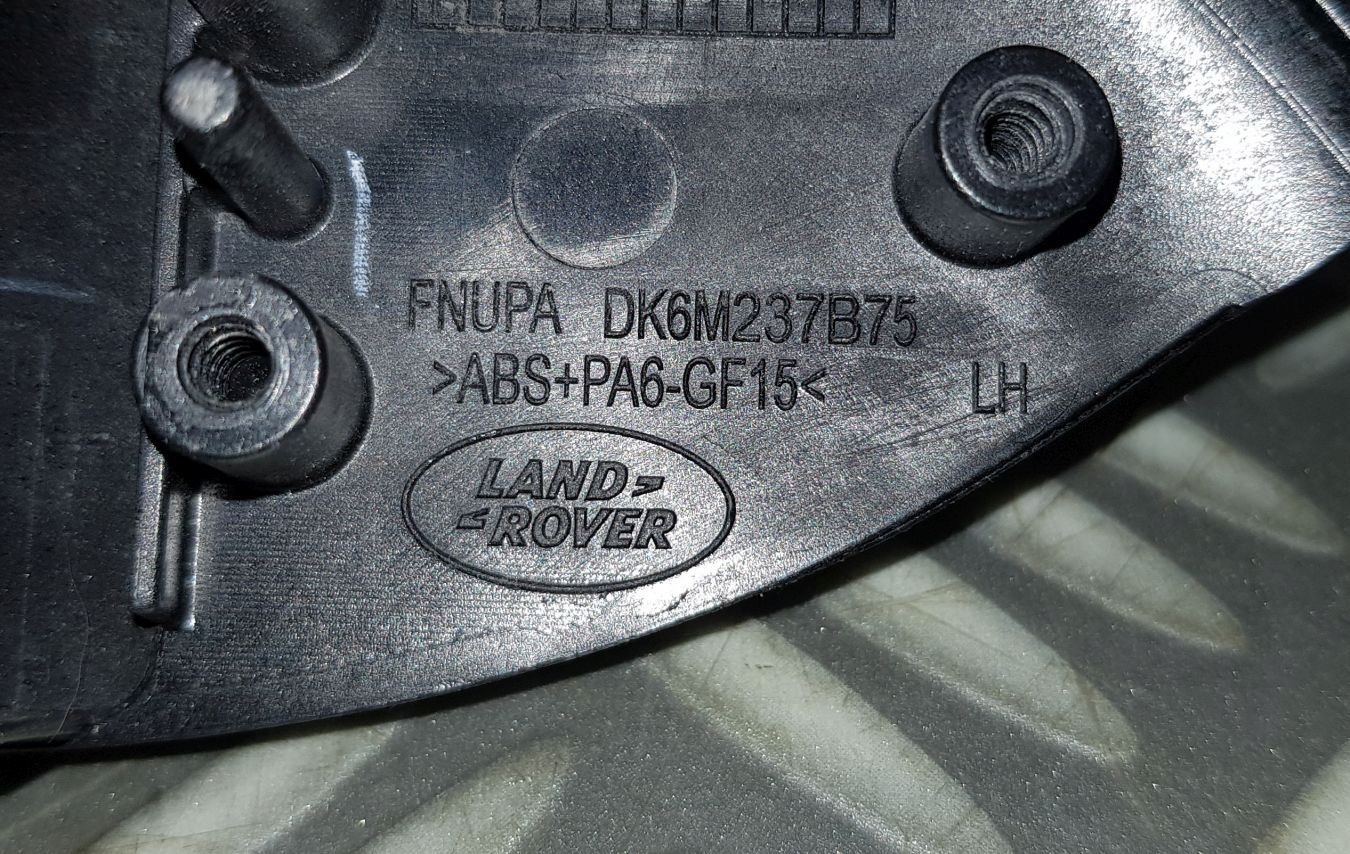 FNUPA DK6M237B75
>ABS+PA6-GF15< LH
LAND
ROVER